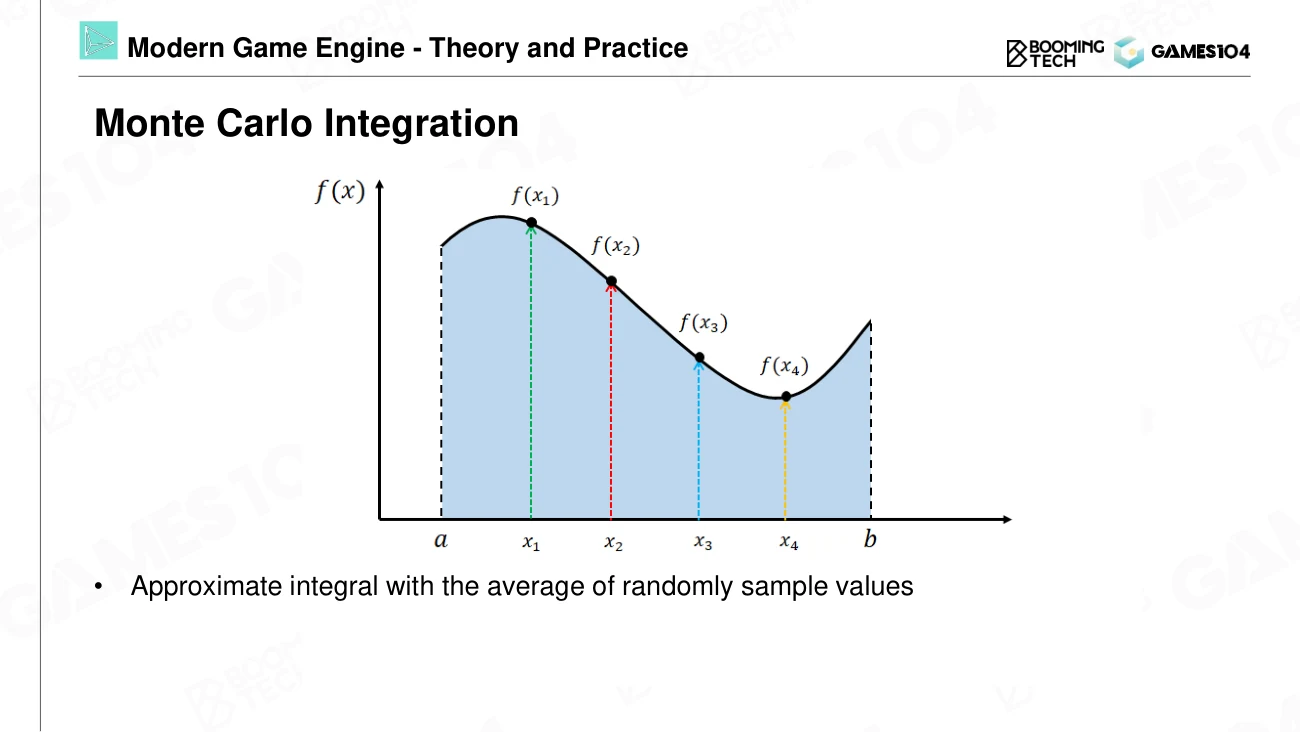 Modern Game Engine - Theory and Practice
BOOMING
TECH
GAMES104
Monte Carlo Integration
f(x)
f(x₁)
f(x₂)
f(x₃)
f(x₄)
a x₁ x₂ x₃ x₄ b
• Approximate integral with the average of randomly sample values